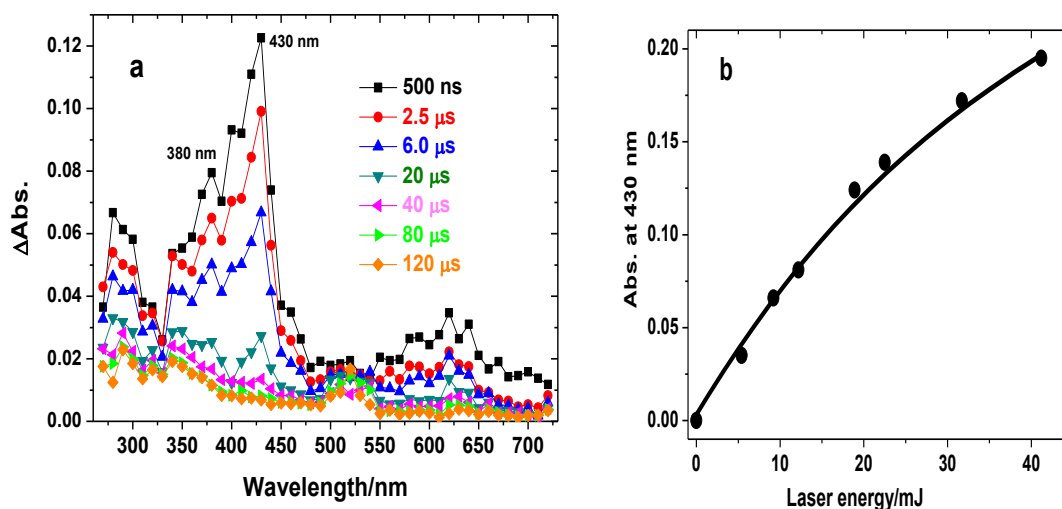 a
430 nm
380 nm
500 ns
2.5 μs
6.0 μs
20 μs
40 μs
80 μs
120 μs
0.12
0.10
0.08
0.06
0.04
0.02
0.00
ΔAbs.
300 350 400 450 500 550 600 650 700
Wavelength/nm
b
0.20
0.15
0.10
0.05
0.00
Abs. at 430 nm
0 10 20 30 40
Laser energy/mJ